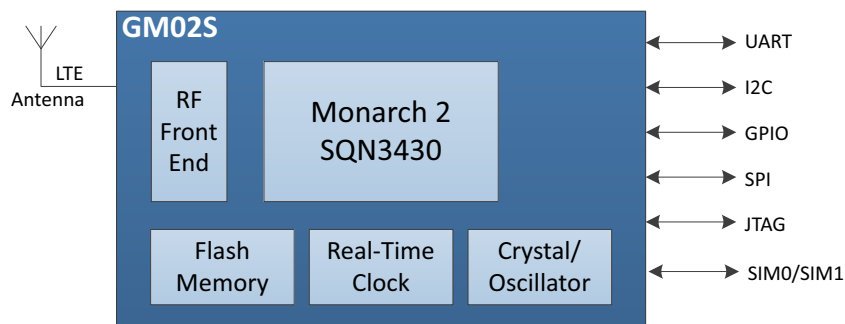 GM02S
LTE
Antenna
RF
Front
End
Monarch 2
SQN3430
Flash
Memory
Real-Time
Clock
Crystal/
Oscillator
UART
I2C
GPIO
SPI
JTAG
SIM0/SIM1